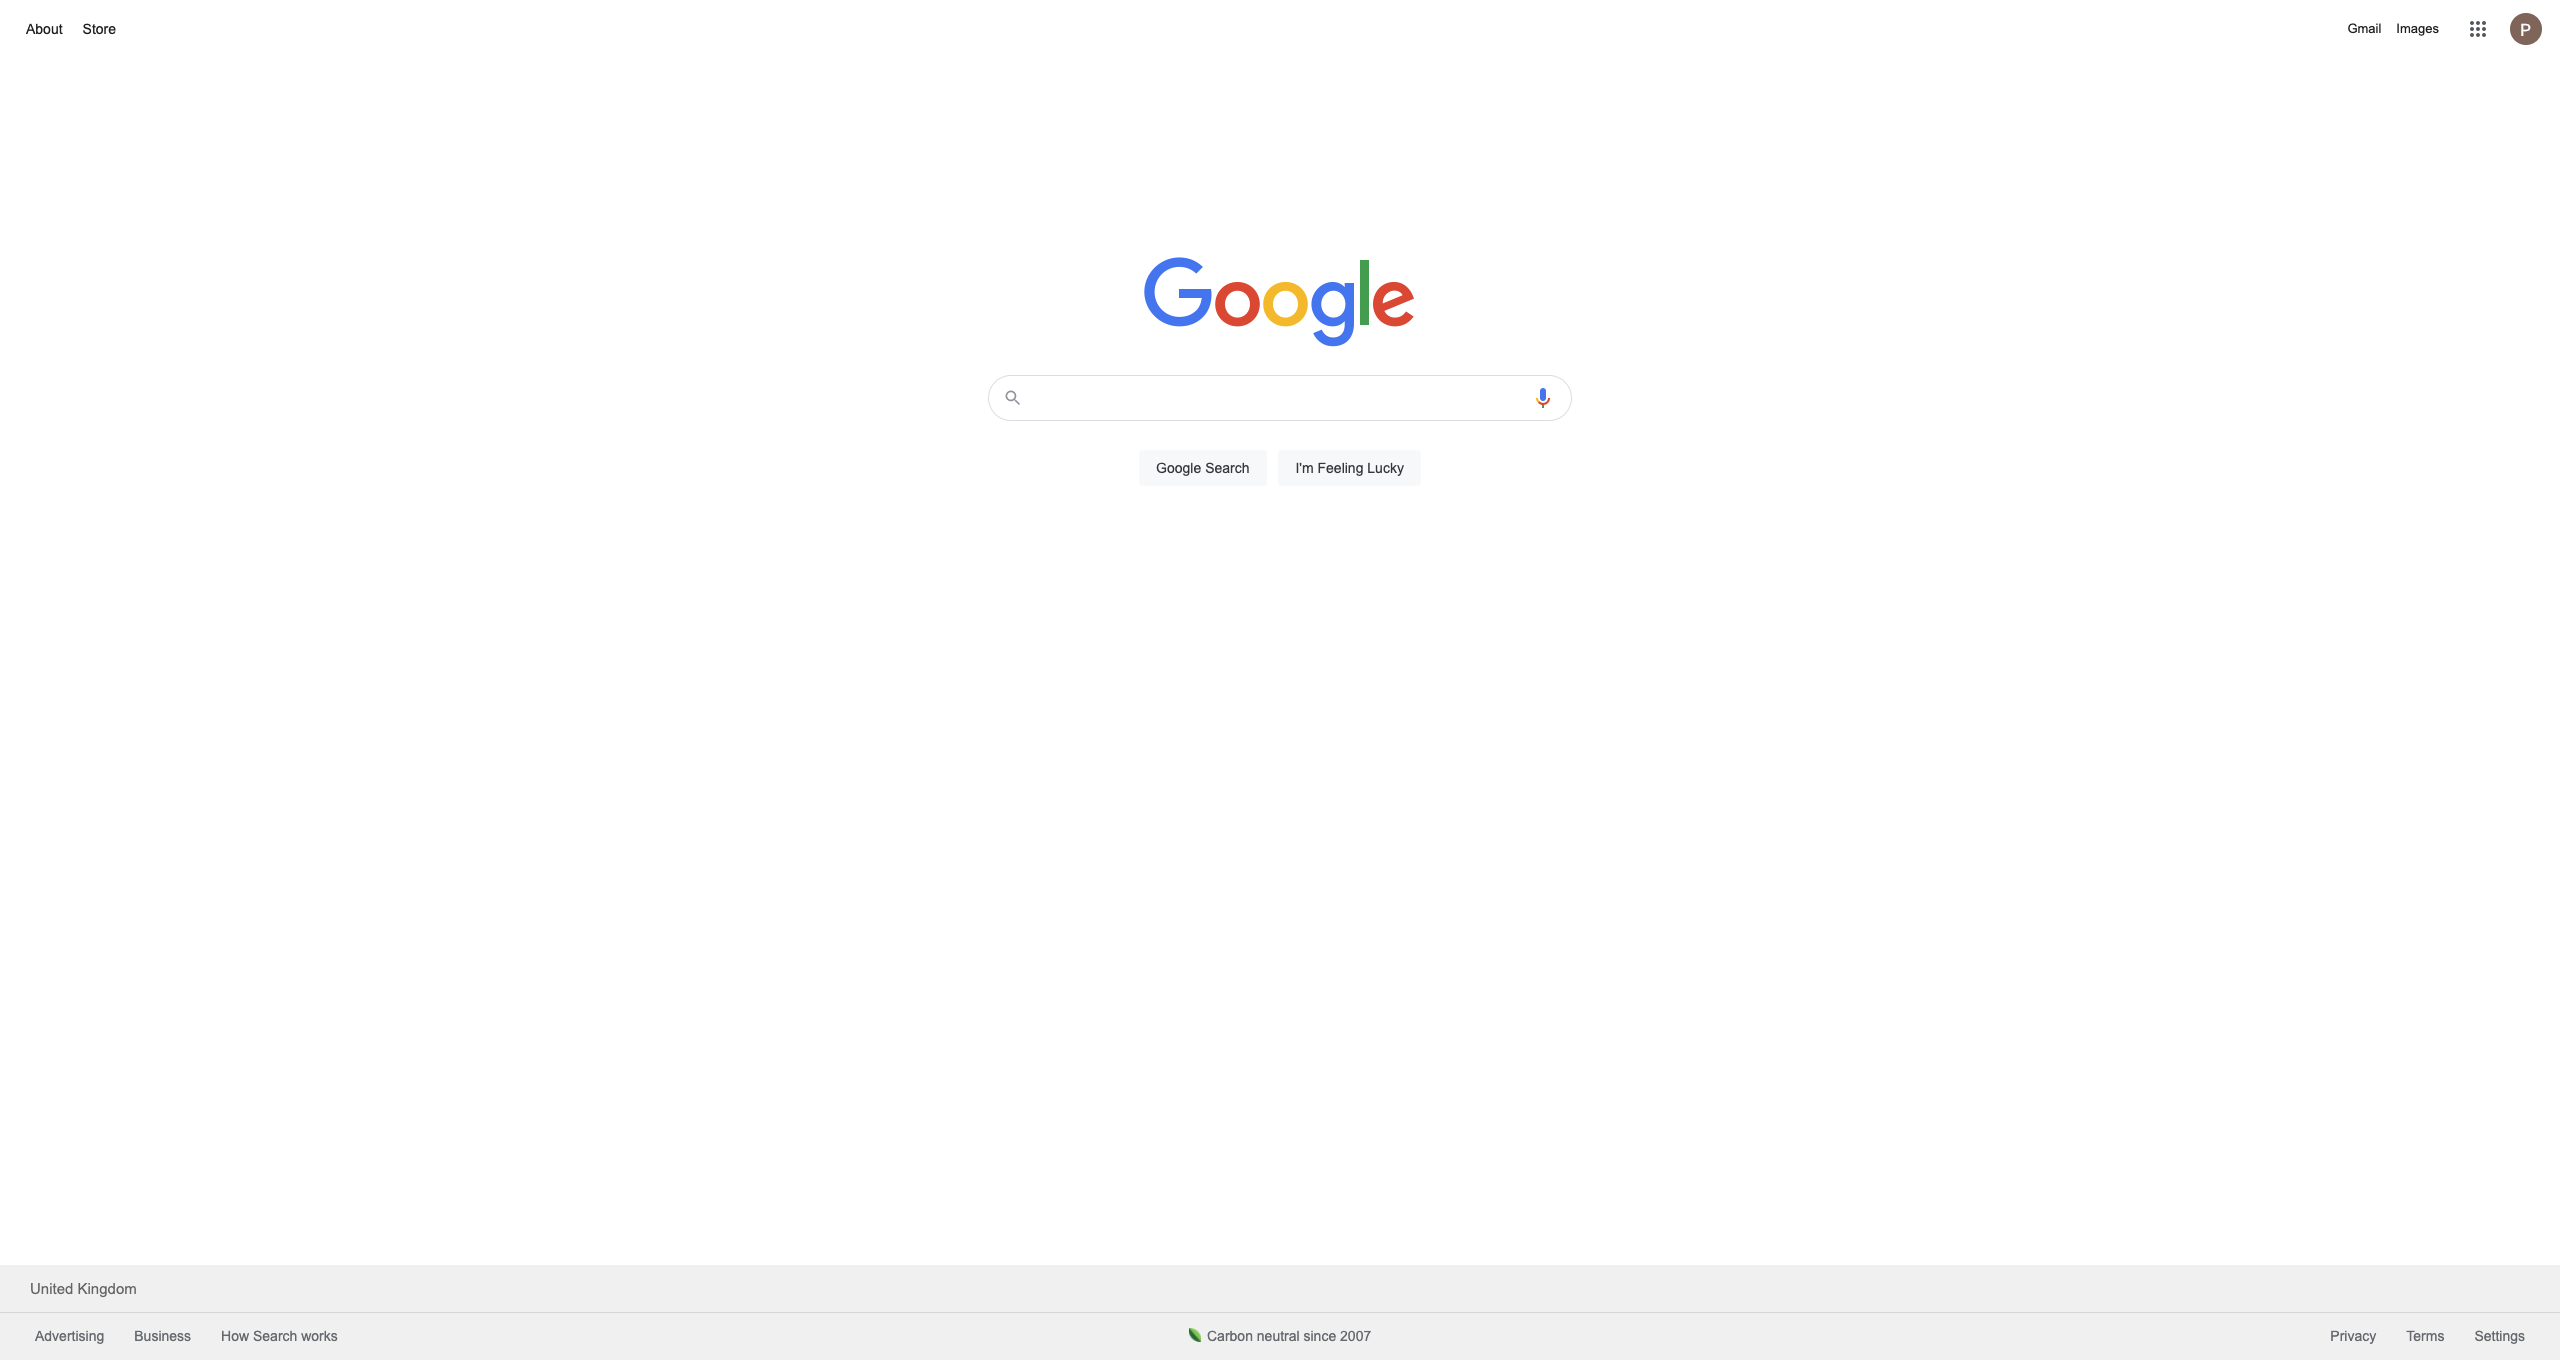 About Store Gmail Images P
Google
Google Search I'm Feeling Lucky
United Kingdom
Advertising Business How Search works Carbon neutral since 2007 Privacy Terms Settings